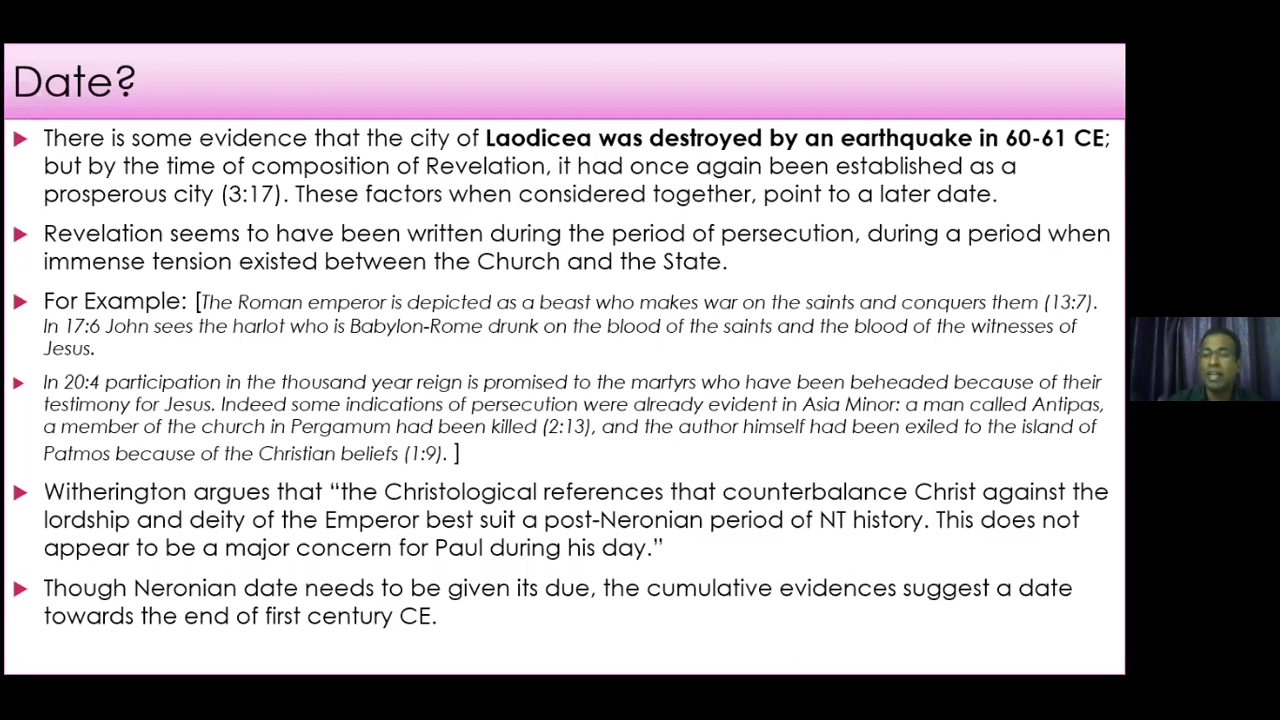 Date?
There is some evidence that the city of Laodicea was destroyed by an earthquake in 60-61 CE;
but by the time of composition of Revelation, it had once again been established as a
prosperous city (3:17). These factors when considered together, point to a later date.
Revelation seems to have been written during the period of persecution, during a period when
immense tension existed between the Church and the State.
For Example: [The Roman emperor is depicted as a beast who makes war on the saints and conquers them (13:7).
In 17:6 John sees the harlot who is Babylon-Rome drunk on the blood of the saints and the blood of the witnesses of
Jesus.
In 20:4 participation in the thousand year reign is promised to the martyrs who have been beheaded because of their
testimony for Jesus. Indeed some indications of persecution were already evident in Asia Minor: a man called Antipas,
a member of the church in Pergamum had been killed (2:13), and the author himself had been exiled to the island of
Patmos because of the Christian beliefs (1:9). ]
Witherington argues that “the Christological references that counterbalance Christ against the
lordship and deity of the Emperor best suit a post-Neronian period of NT history. This does not
appear to be a major concern for Paul during his day.”
Though Neronian date needs to be given its due, the cumulative evidences suggest a date
towards the end of first century CE.